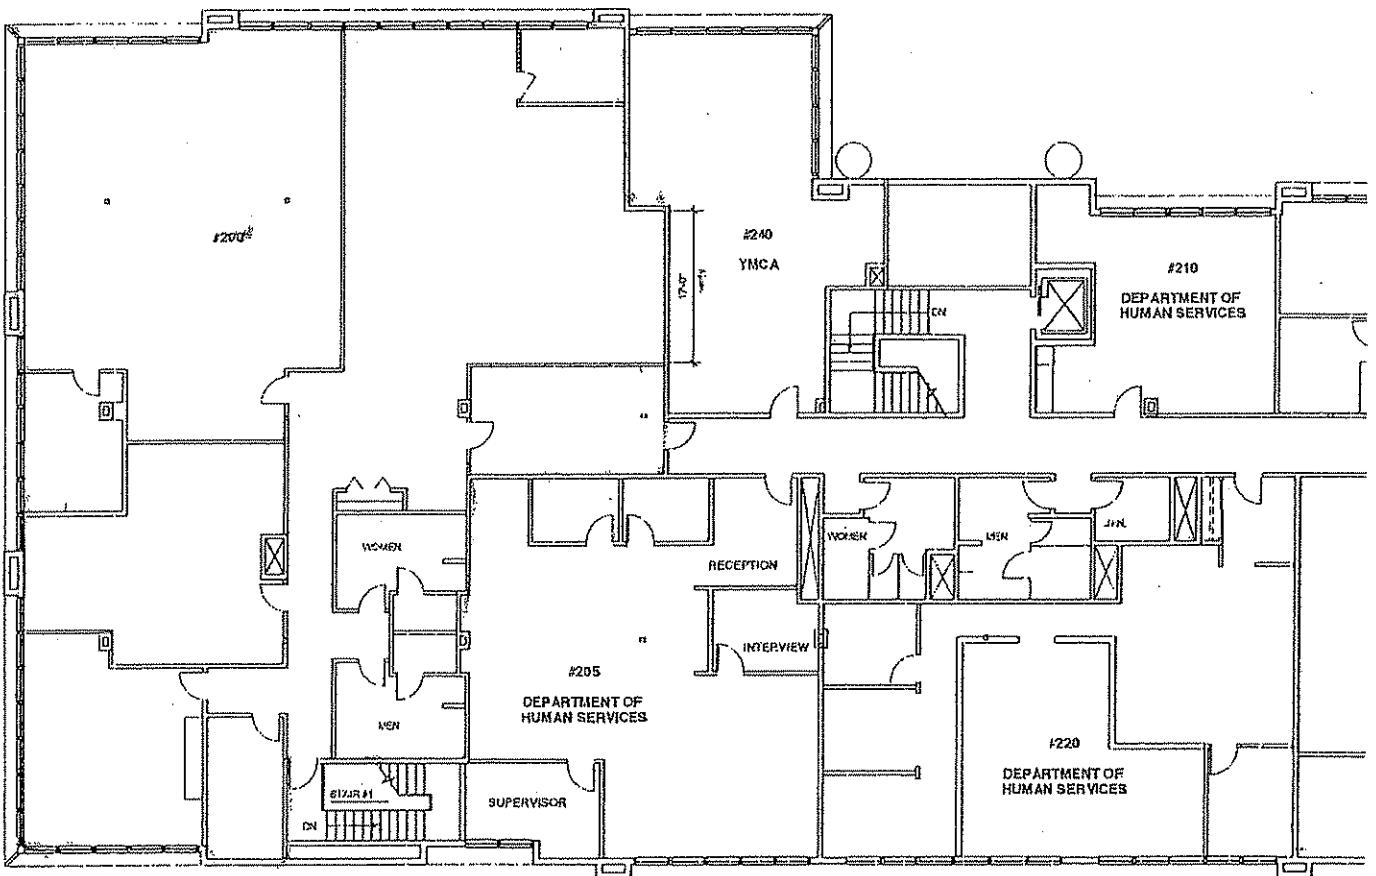 #200
#240
YMCA
17'-0"
verify
#210
DEPARTMENT OF
HUMAN SERVICES
DN
WOMEN
WOMEN
MEN
JAN.
RECEPTION
INTERVIEW
#205
DEPARTMENT OF
HUMAN SERVICES
MEN
#220
DEPARTMENT OF
HUMAN SERVICES
STAIR #1
SUPERVISOR
DN